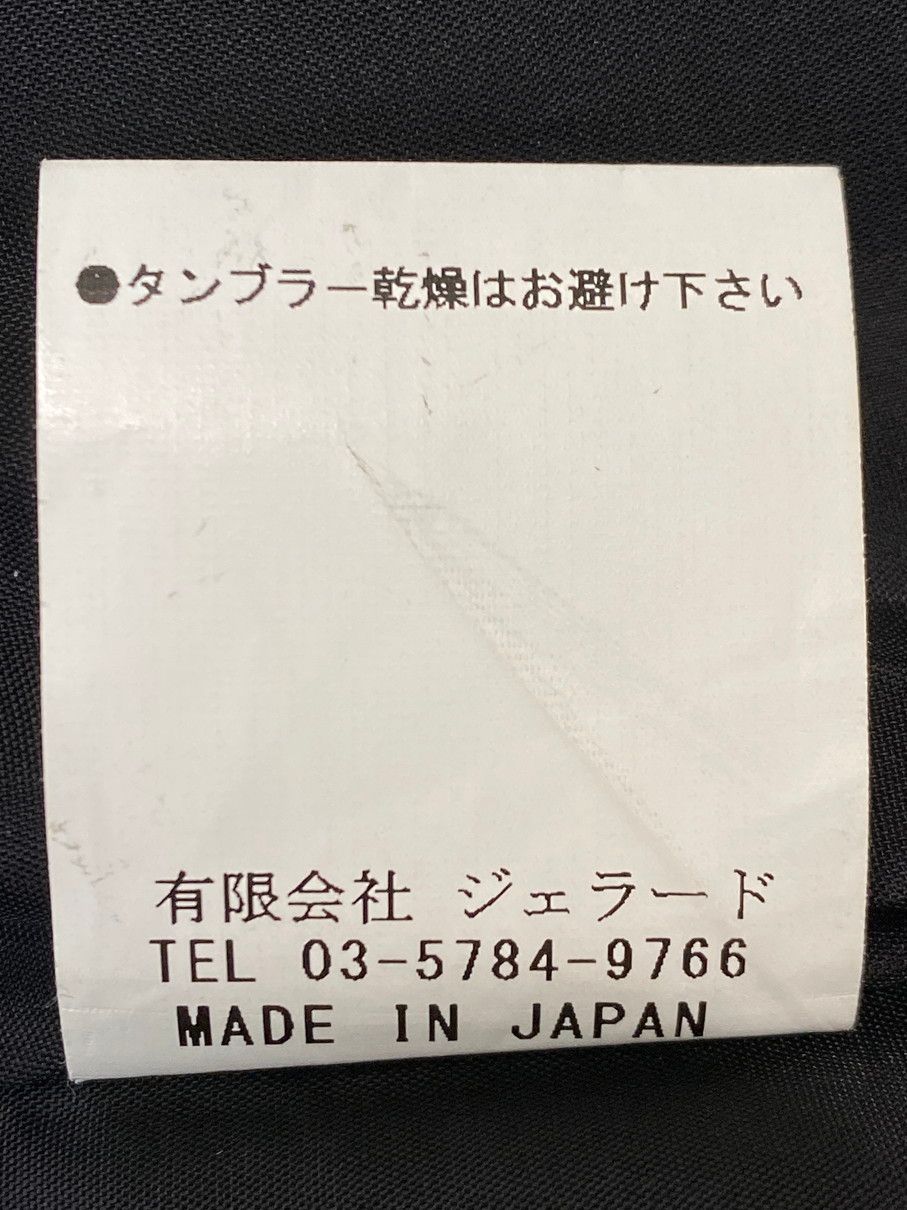 ●タンブラー乾燥はお避け下さい
有限会社 ジェラード
TEL 03-5784-9766
MADE IN JAPAN